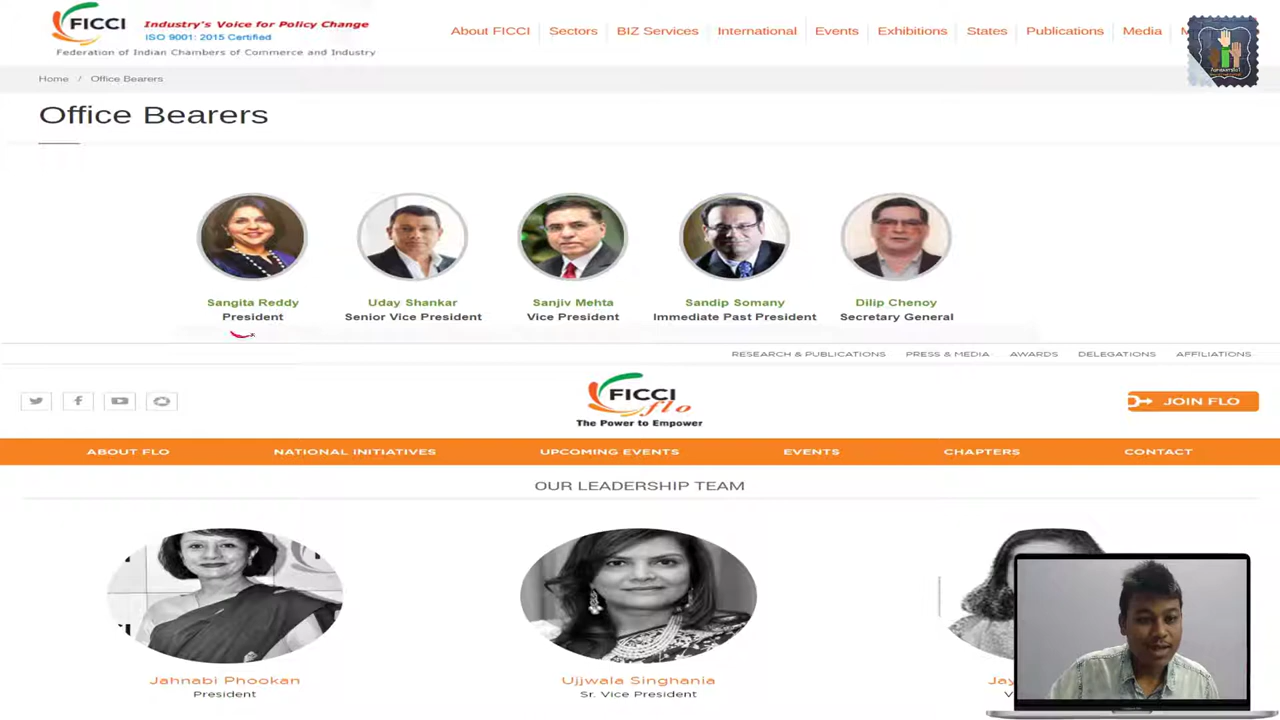 FICCI
Industry's Voice for Policy Change
ISO 9001: 2015 Certified
Federation of Indian Chambers of Commerce and Industry
About FICCI Sectors BIZ Services International Events Exhibitions States Publications Media
Home / Office Bearers
Office Bearers
Sangita Reddy Uday Shankar Sanjiv Mehta Sandip Somany Dilip Chenoy
President Senior Vice President Vice President Immediate Past President Secretary General
RESEARCH & PUBLICATIONS PRESS & MEDIA AWARDS DELEGATIONS AFFILIATIONS
FICCI
flo
The Power to Empower
JOIN FLO
ABOUT FLO NATIONAL INITIATIVES UPCOMING EVENTS EVENTS CHAPTERS CONTACT
OUR LEADERSHIP TEAM
Jahnabi Phookan Ujjwala Singhania
President Sr. Vice President